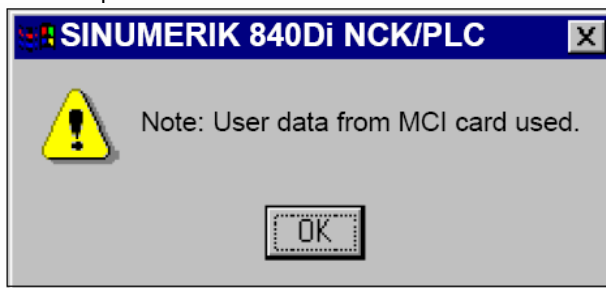 SINUMERIK 840Di NCK/PLC
Note: User data from MCI card used.
OK